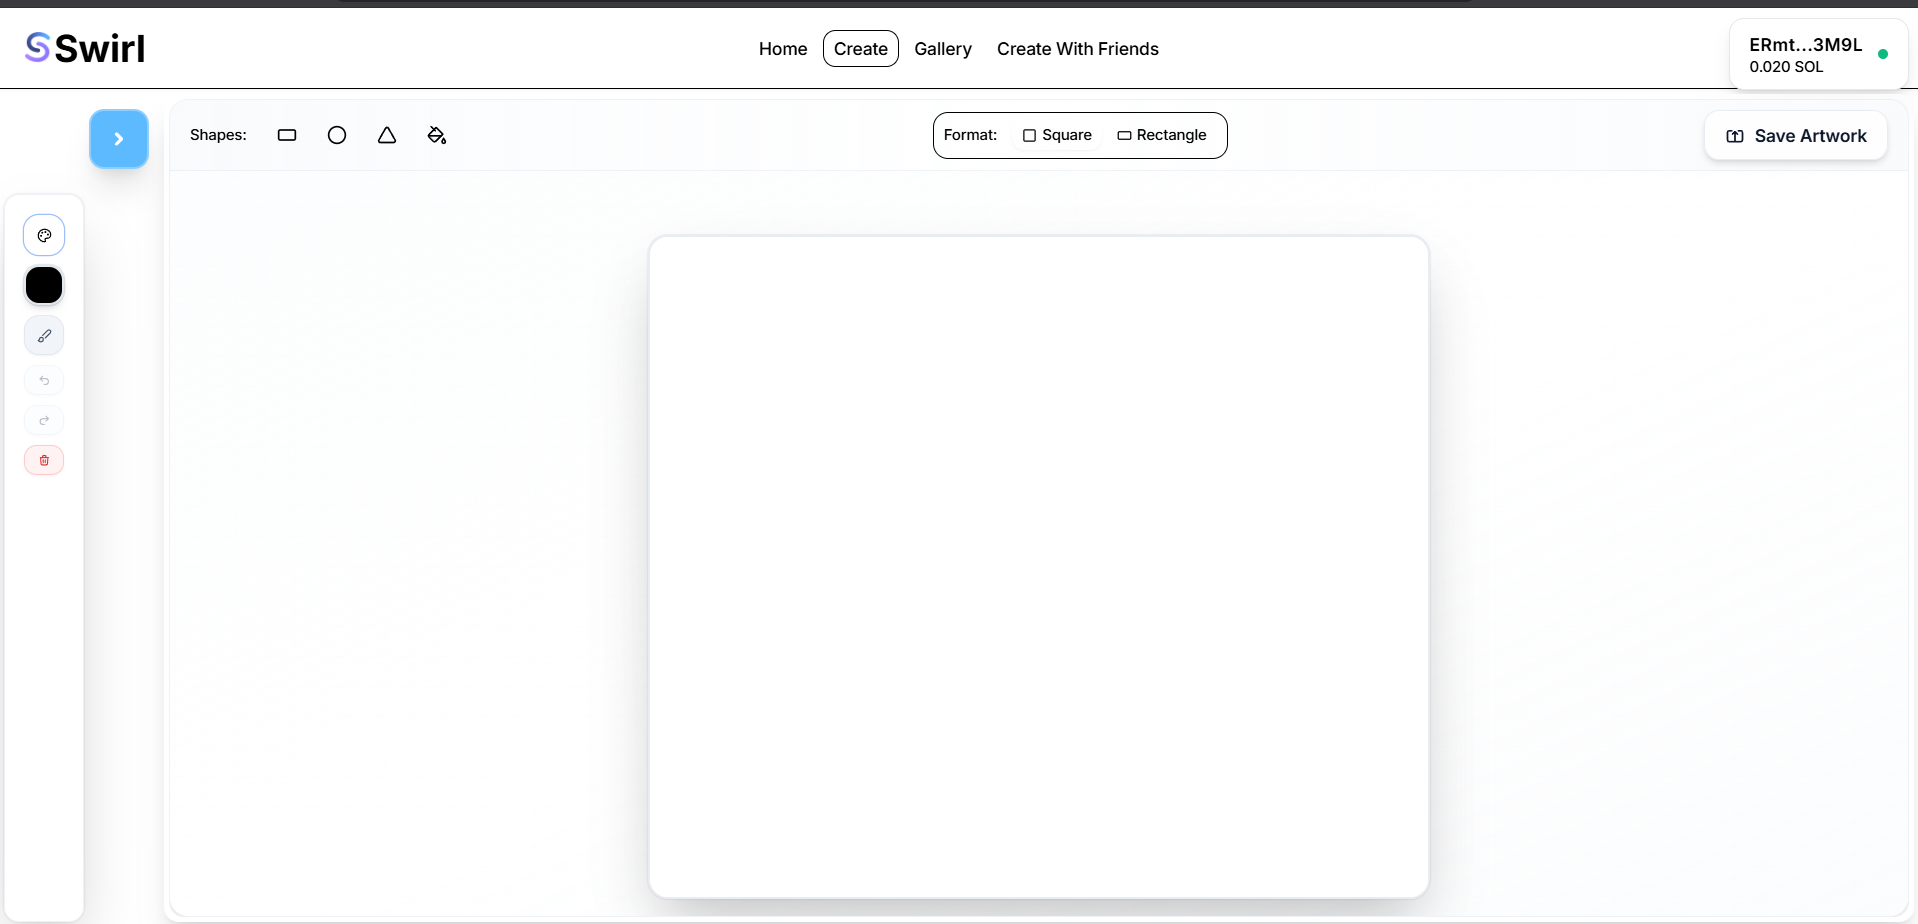 Swirl
Home Create Gallery Create With Friends
ERmt...3M9L
0.020 SOL
Shapes:
Format: Square Rectangle
Save Artwork